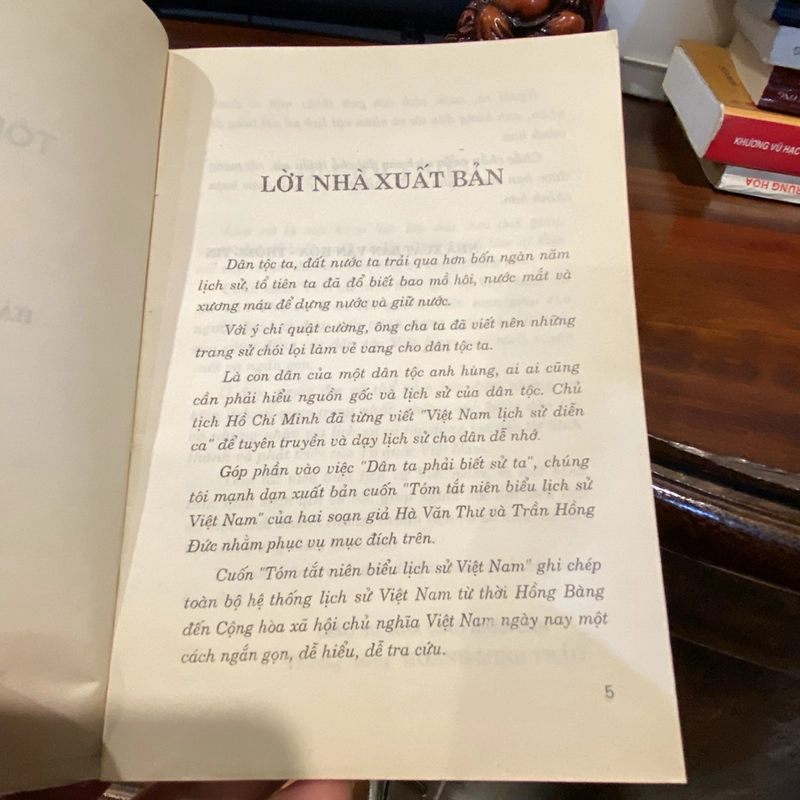 LỜI NHÀ XUẤT BẢN
Dân tộc ta, đất nước ta trải qua hơn bốn ngàn năm
lịch sử, tổ tiên ta đã đổ biết bao mồ hôi, nước mắt và
xương máu để dựng nước và giữ nước.
Với ý chí quật cường, ông cha ta đã viết nên những
trang sử chói lọi làm vẻ vang cho dân tộc ta.
Là con dân của một dân tộc anh hùng, ai ai cũng
cần phải hiểu nguồn gốc và lịch sử của dân tộc. Chủ
tịch Hồ Chí Minh đã từng viết "Việt Nam lịch sử diễn
ca" để tuyên truyền và dạy lịch sử cho dân dễ nhớ.
Góp phần vào việc "Dân ta phải biết sử ta", chúng
tôi mạnh dạn xuất bản cuốn "Tóm tắt niên biểu lịch sử
Việt Nam" của hai soạn giả Hà Văn Thư và Trần Hồng
Đức nhằm phục vụ mục đích trên.
Cuốn "Tóm tắt niên biểu lịch sử Việt Nam" ghi chép
toàn bộ hệ thống lịch sử Việt Nam từ thời Hồng Bàng
đến Cộng hòa xã hội chủ nghĩa Việt Nam ngày nay một
cách ngắn gọn, dễ hiểu, dễ tra cứu.
5
KHƯƠNG VŨ HẠC
TRUNG HOA